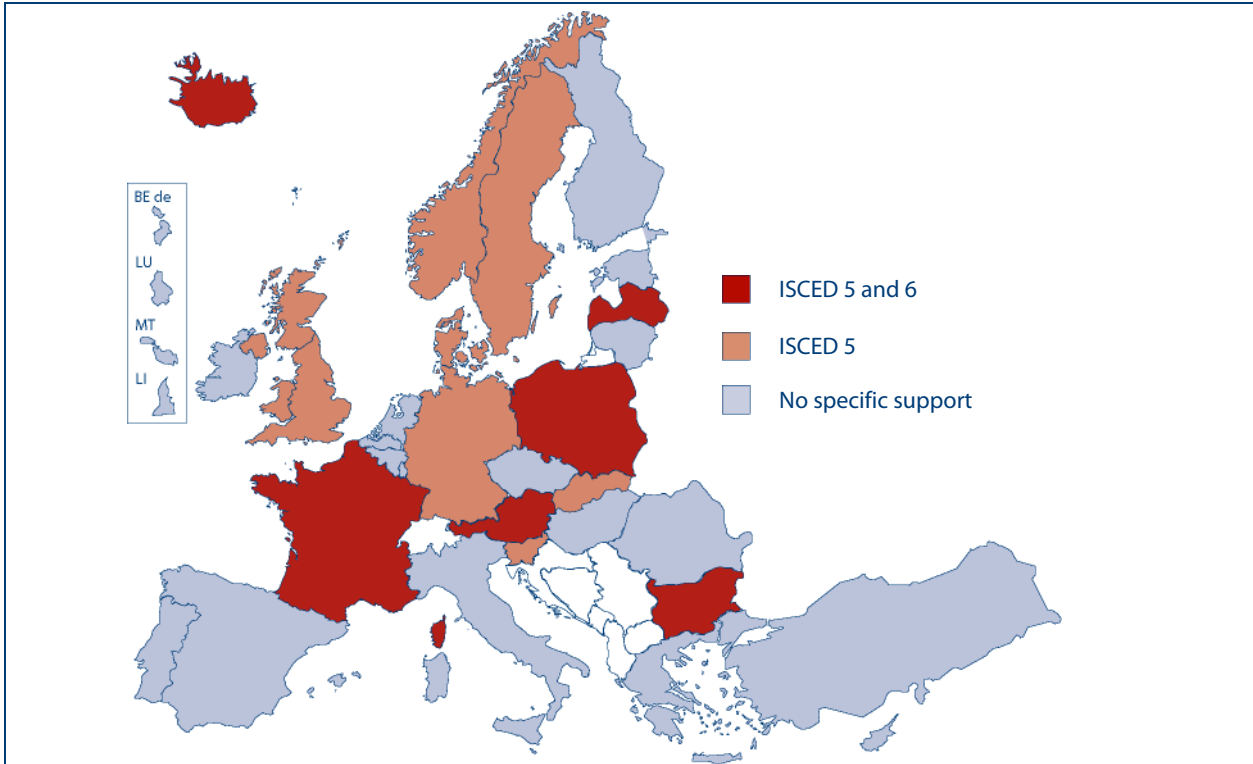 BE de
LU
MT
LI
ISCED 5 and 6
ISCED 5
No specific support